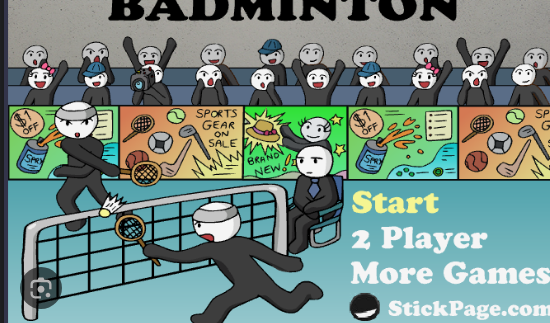 BADMINTON
$1
OFF
SPORTS
GEAR
ON
SALE
BRAND
NEW!
$1
OFF
Start
2 Player
More Games
StickPage.com